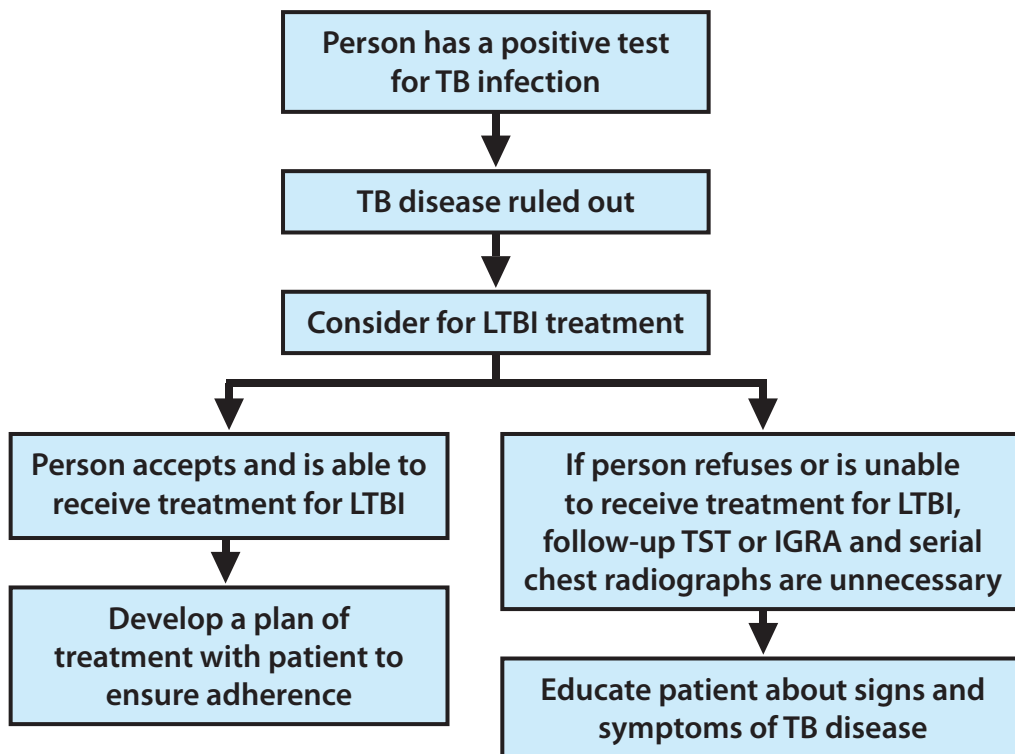 Person has a positive test
for TB infection
TB disease ruled out
Consider for LTBI treatment
Person accepts and is able to
receive treatment for LTBI
Develop a plan of
treatment with patient to
ensure adherence
If person refuses or is unable
to receive treatment for LTBI,
follow-up TST or IGRA and serial
chest radiographs are unnecessary
Educate patient about signs and
symptoms of TB disease